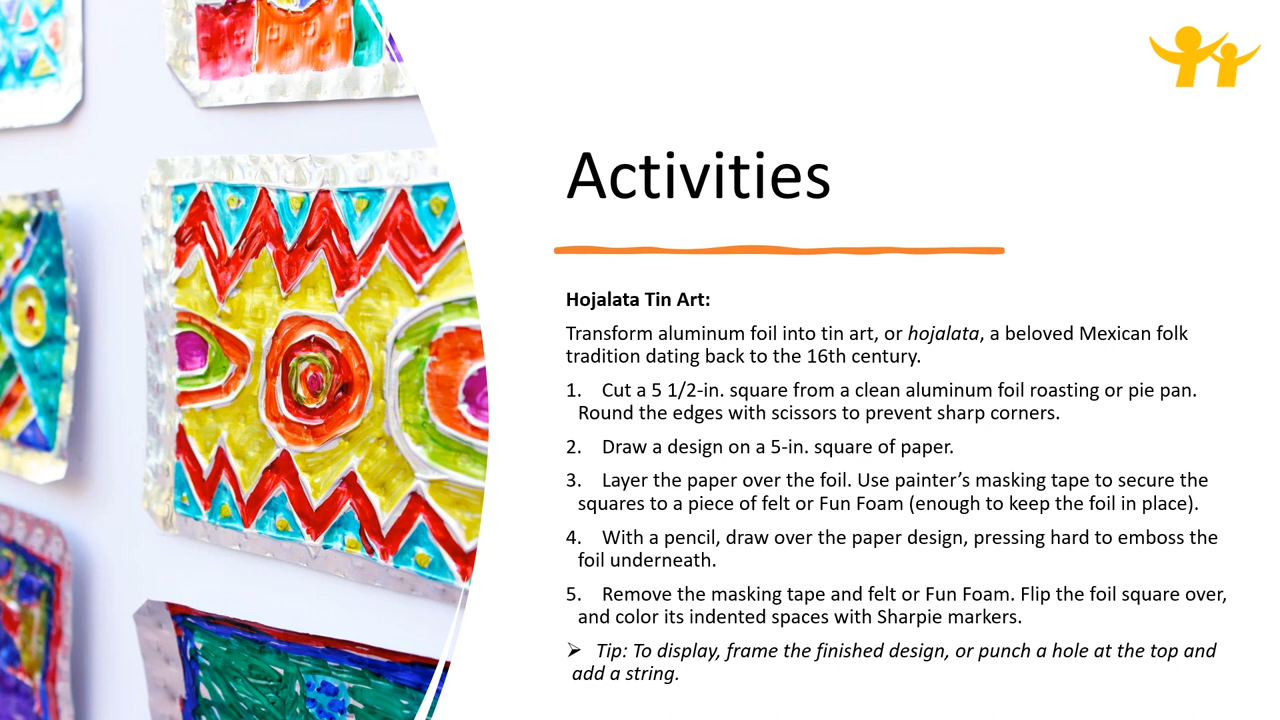 Activities
Hojalata Tin Art:
Transform aluminum foil into tin art, or hojalata, a beloved Mexican folk
tradition dating back to the 16th century.
1. Cut a 5 1/2-in. square from a clean aluminum foil roasting or pie pan.
Round the edges with scissors to prevent sharp corners.
2. Draw a design on a 5-in. square of paper.
3. Layer the paper over the foil. Use painter’s masking tape to secure the
squares to a piece of felt or Fun Foam (enough to keep the foil in place).
4. With a pencil, draw over the paper design, pressing hard to emboss the
foil underneath.
5. Remove the masking tape and felt or Fun Foam. Flip the foil square over,
and color its indented spaces with Sharpie markers.
➢ Tip: To display, frame the finished design, or punch a hole at the top and
add a string.